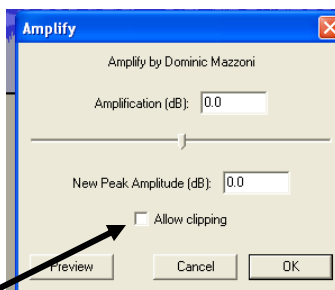 Amplify
Amplify by Dominic Mazzoni
Amplification (dB): 0.0
New Peak Amplitude (dB): 0.0
Allow clipping
Preview Cancel OK